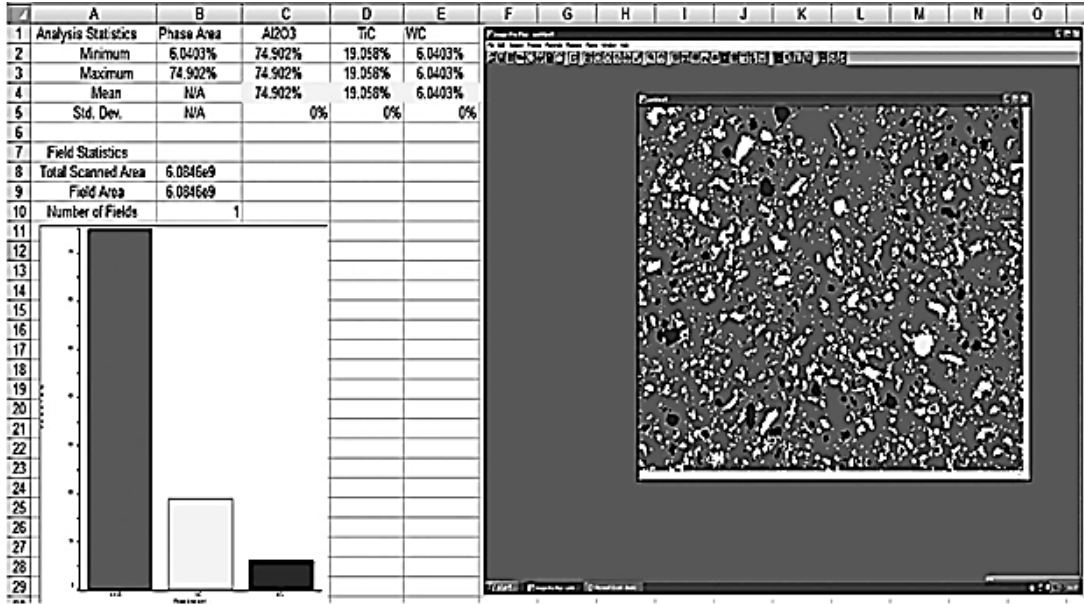 A B C D E F G H I J K L M N O
1 Analysis Statistics Phase Area Al2O3 TiC WC
2 Minimum 6.0403% 74.902% 19.058% 6.0403%
3 Maximum 74.902% 74.902% 19.058% 6.0403%
4 Mean N/A 74.902% 19.058% 6.0403%
5 Std. Dev. N/A 0% 0% 0%
6
7 Field Statistics
8 Total Scanned Area 6.0846e9
9 Field Area 6.0846e9
10 Number of Fields 1
11
12
13
14
15
16
17
18
19
20
21
22
23
24
25
26
27
28
29